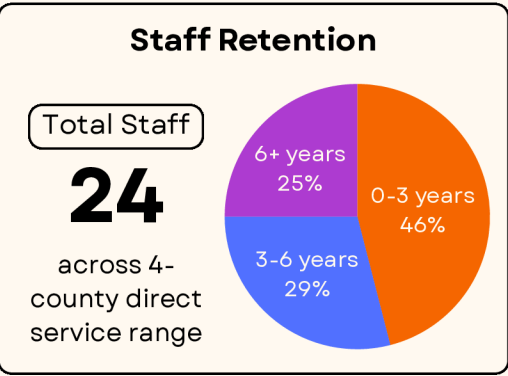 Staff Retention
Total Staff
24
across 4-
county direct
service range
6+ years
25%
0-3 years
46%
3-6 years
29%